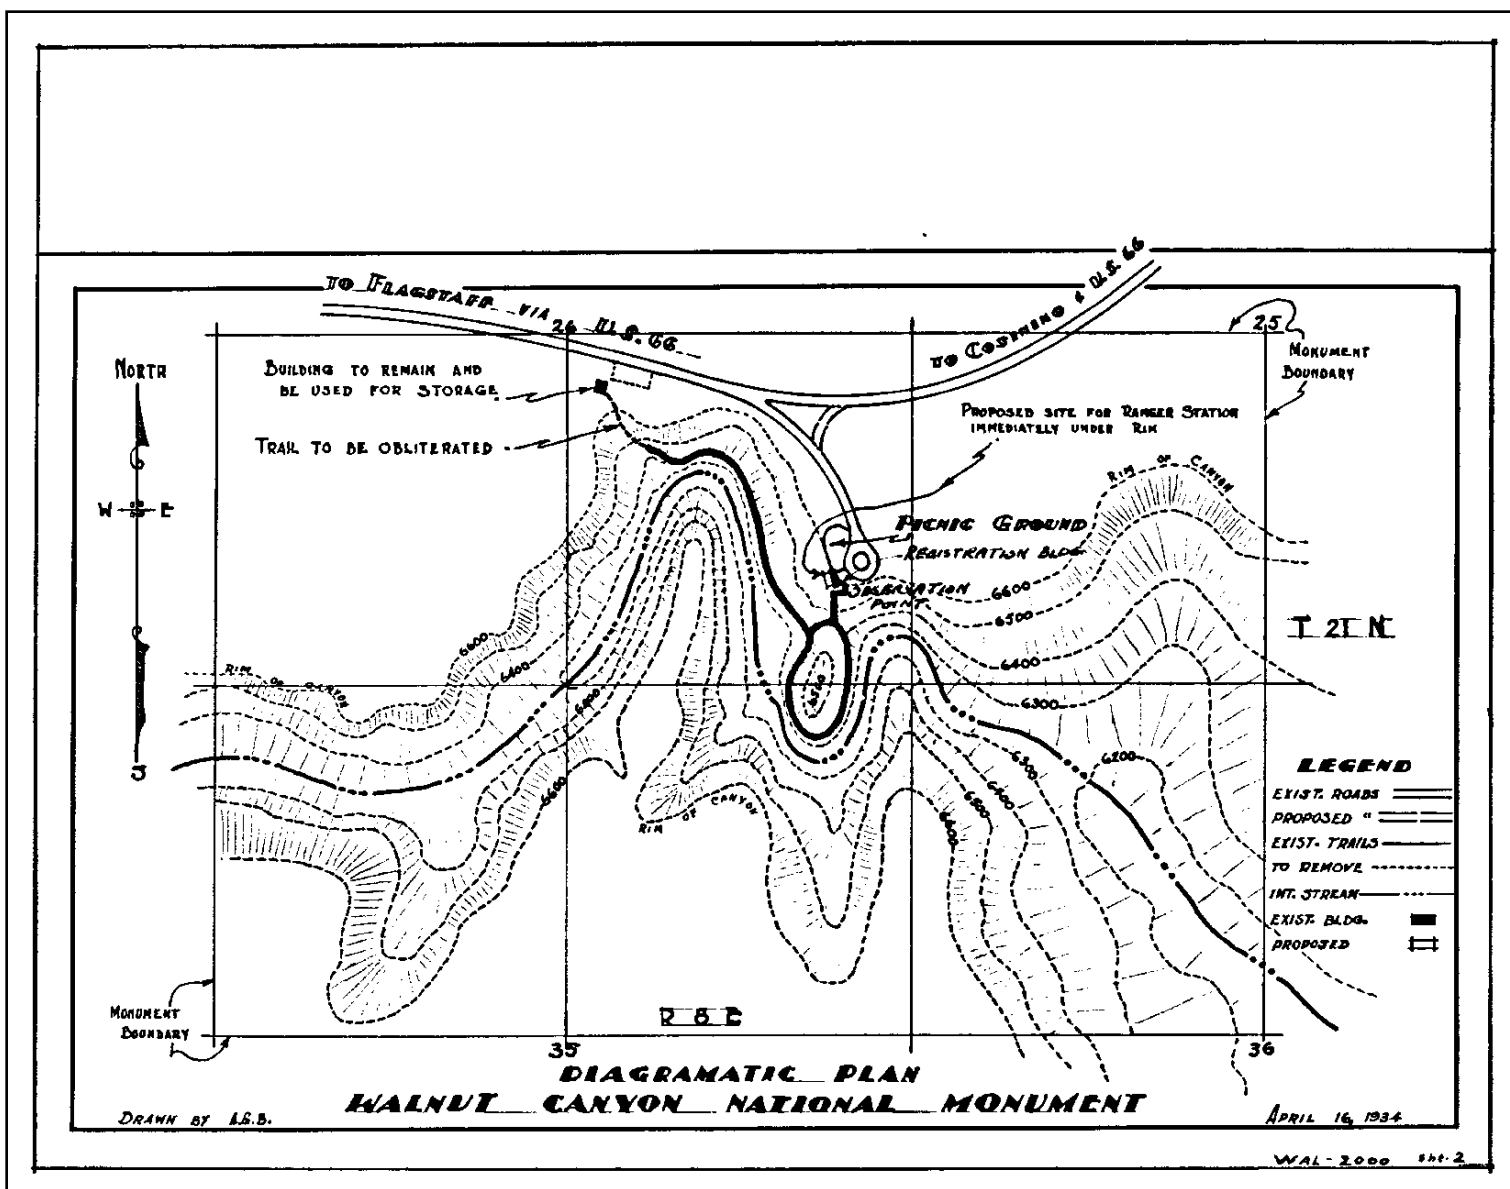 TO FLAGSTAFF VIA U.S. 66
TO COSNINO & U.S. 66
26
25
NORTH
W E
S
BUILDING TO REMAIN AND
BE USED FOR STORAGE
TRAIL TO BE OBLITERATED
MONUMENT
BOUNDARY
PROPOSED SITE FOR RANGER STATION
IMMEDIATELY UNDER RIM
RIM OF CANYON
PICNIC GROUND
REGISTRATION BLDG.
OBSERVATION
POINT
6600
6500
6400
6300
T 21 N
6600
6400
RIM OF CANYON
6600
RIM OF CANYON
6200
6300
6400
6500
6600
LEGEND
EXIST. ROADS
PROPOSED "
EXIST. TRAILS
TO REMOVE
INT. STREAM
EXIST. BLDG.
PROPOSED
MONUMENT
BOUNDARY
R 8 E
35
36
DIAGRAMATIC PLAN
WALNUT CANYON NATIONAL MONUMENT
DRAWN BY
APRIL 16, 1934
WAL-2000 sht. 2